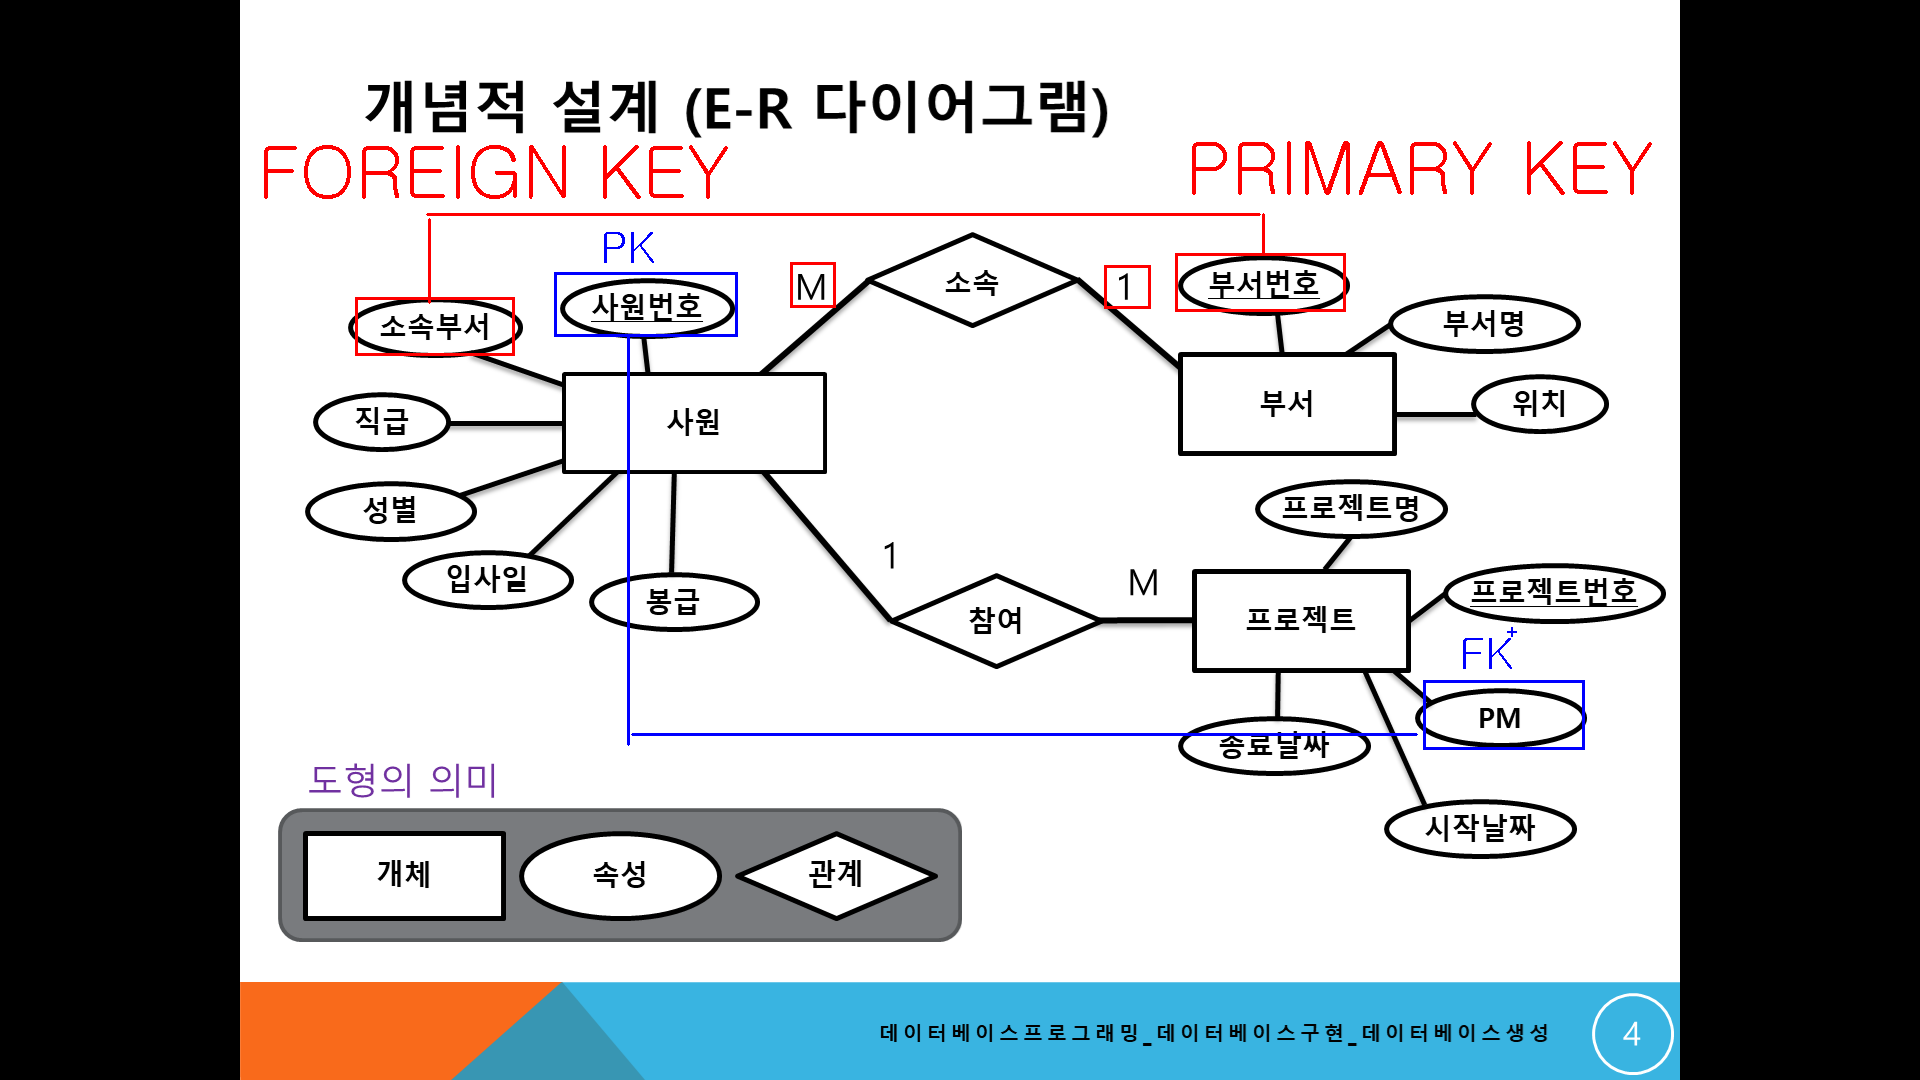 개념적 설계 (E-R 다이어그램)
FOREIGN KEY
PRIMARY KEY
PK
소속부서
사원번호
M
소속
1
부서번호
부서명
위치
부서
직급
사원
성별
입사일
봉급
1
참여
M
프로젝트명
프로젝트
프로젝트번호
FK
PM
종료날짜
시작날짜
도형의 의미
개체
속성
관계
데이터베이스프로그래밍_데이터베이스구현_데이터베이스생성
4